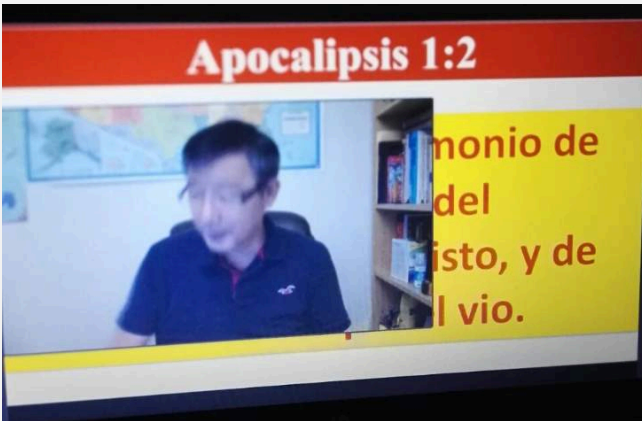 Apocalipsis 1:2
monio de
del
isto, y de
l vio.